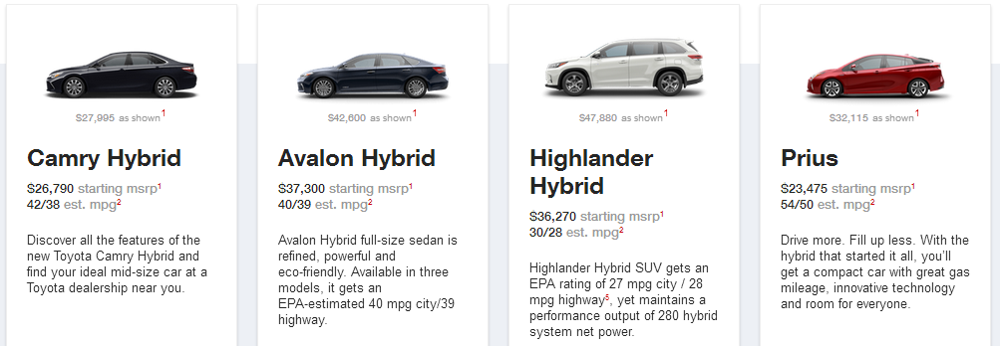 $27,995 as shown1
Camry Hybrid
$26,790 starting msrp1
42/38 est. mpg2
Discover all the features of the
new Toyota Camry Hybrid and
find your ideal mid-size car at a
Toyota dealership near you.
$42,600 as shown1
Avalon Hybrid
$37,300 starting msrp1
40/39 est. mpg2
Avalon Hybrid full-size sedan is
refined, powerful and
eco-friendly. Available in three
models, it gets an
EPA-estimated 40 mpg city/39
highway.
$47,880 as shown1
Highlander
Hybrid
$36,270 starting msrp1
30/28 est. mpg2
Highlander Hybrid SUV gets an
EPA rating of 27 mpg city / 28
mpg highway5, yet maintains a
performance output of 280 hybrid
system net power.
$32,115 as shown1
Prius
$23,475 starting msrp1
54/50 est. mpg2
Drive more. Fill up less. With the
hybrid that started it all, you'll
get a compact car with great gas
mileage, innovative technology
and room for everyone.